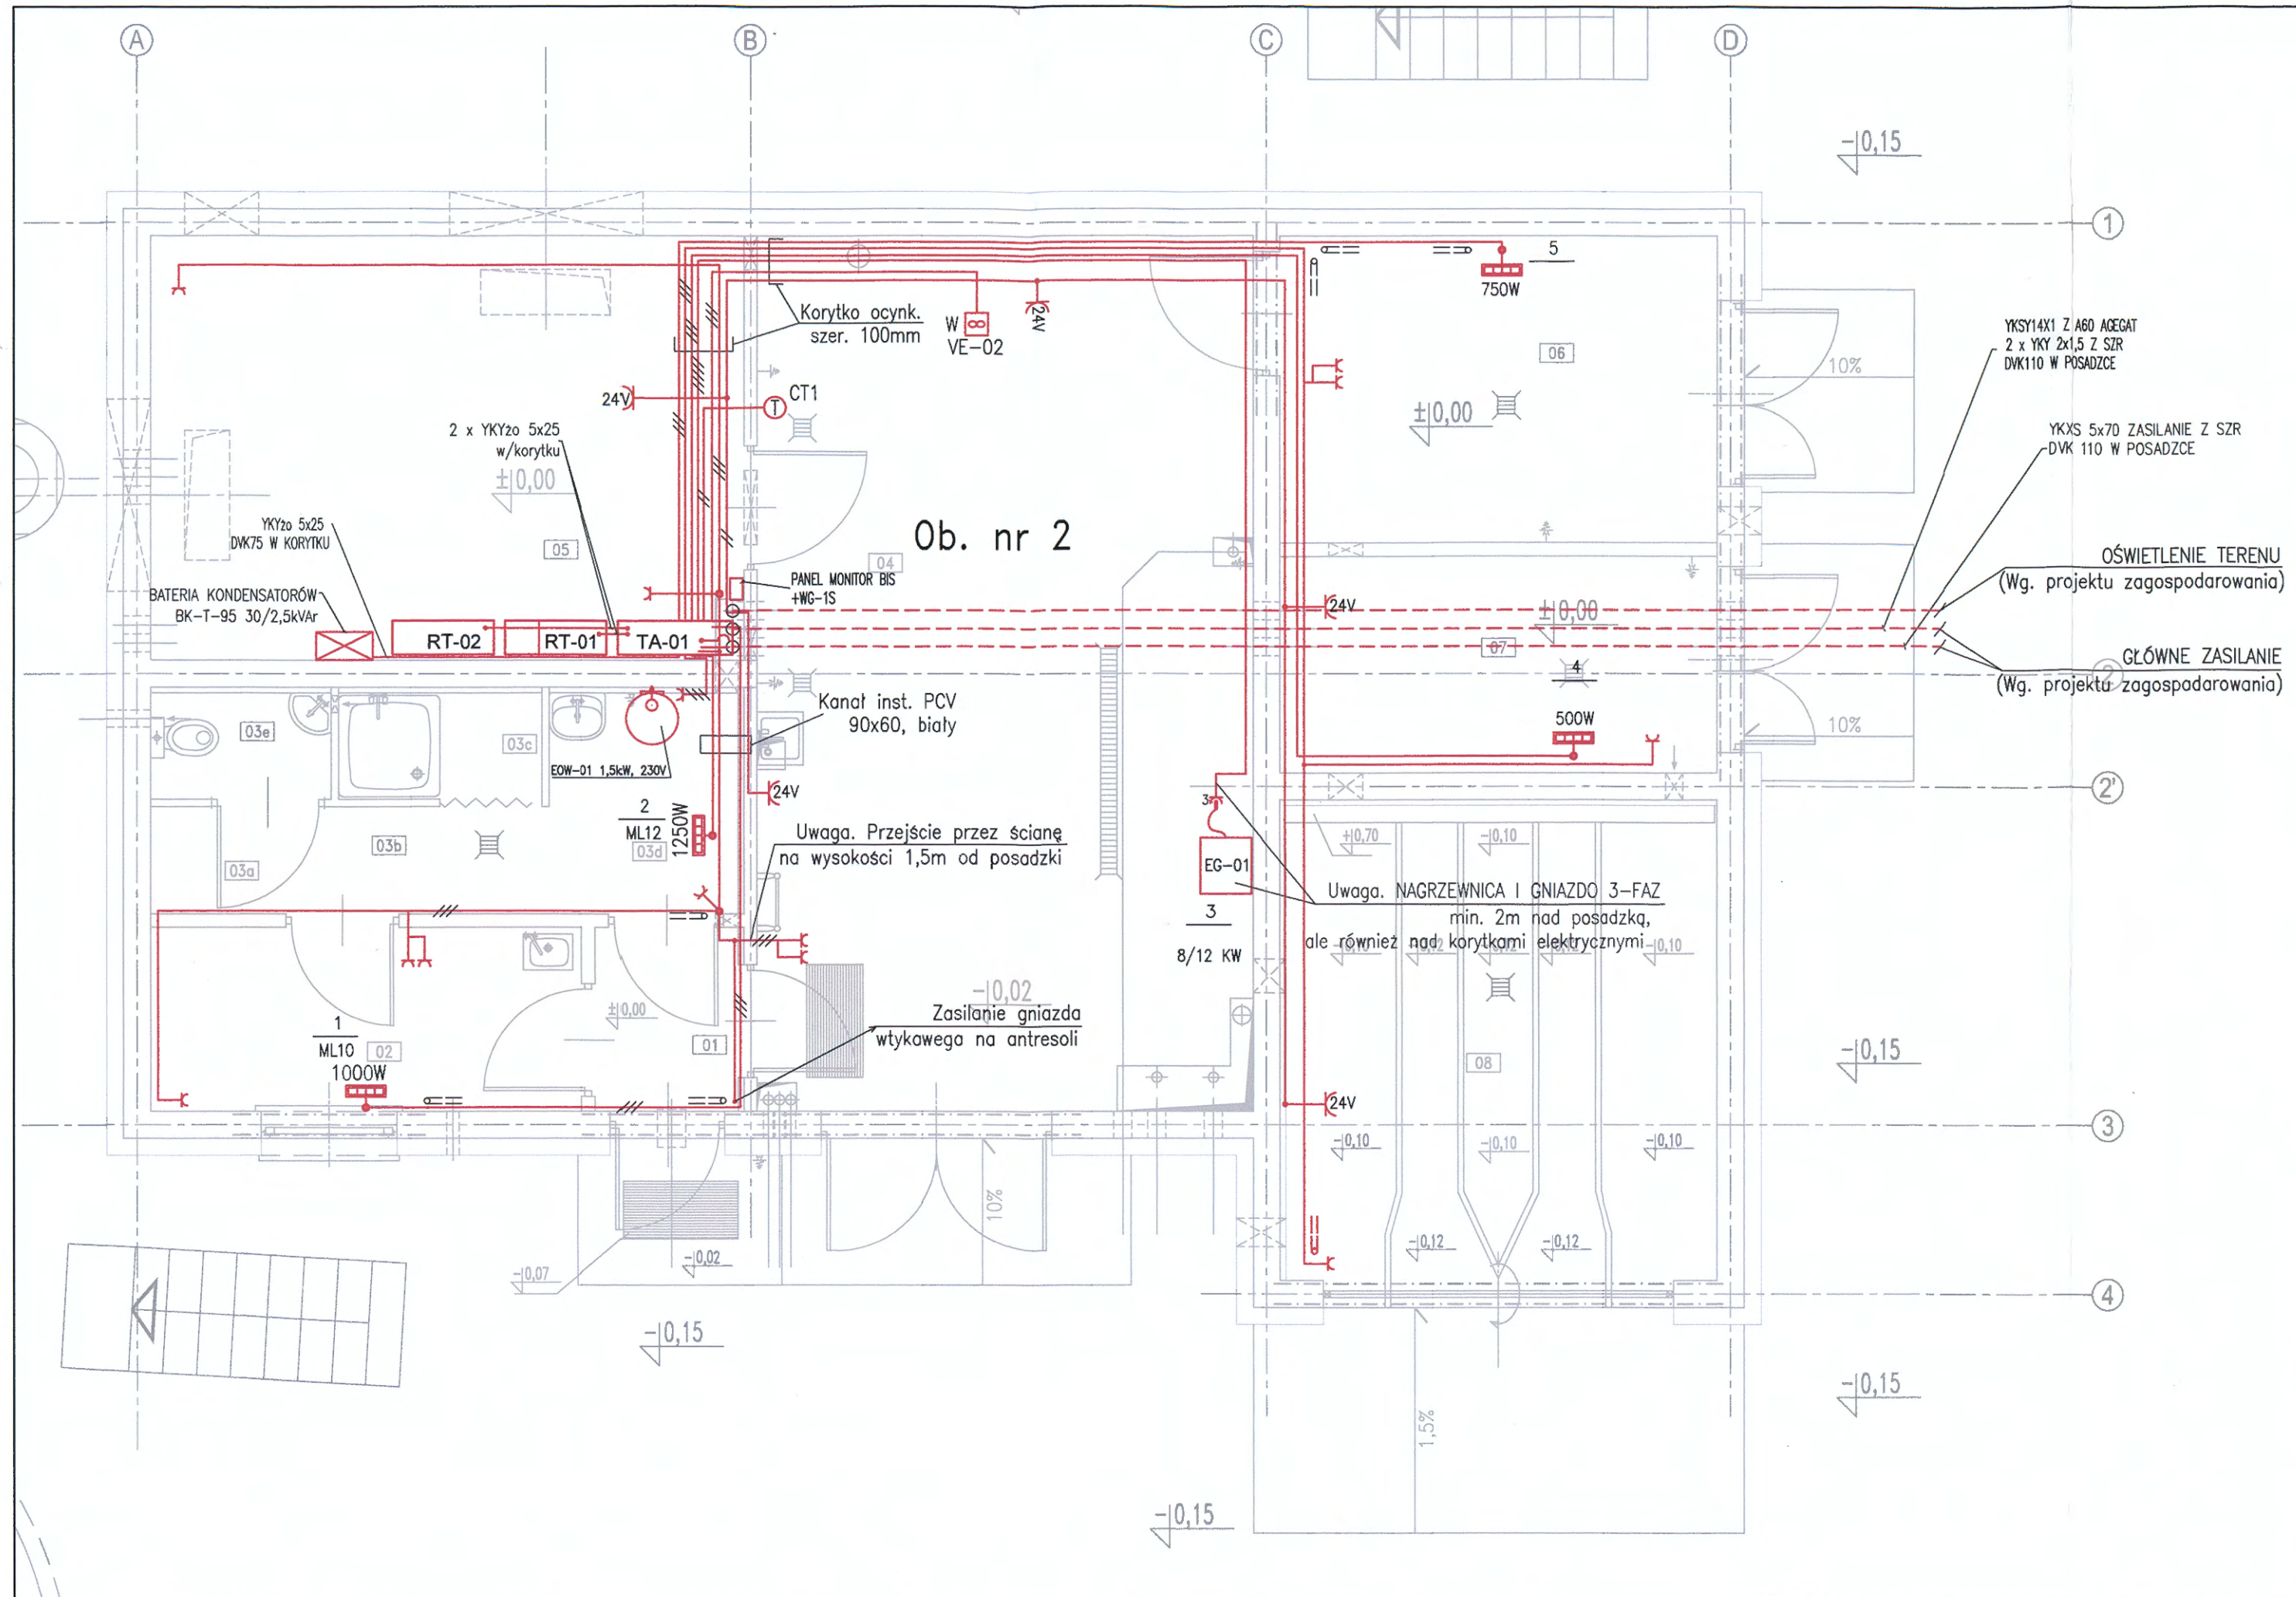 A
B
C
D
-0,15
1
5
750W
Korytko ocynk.
szer. 100mm
W
VE-02
24V
YKSY14X1 Z A60 AGEGAT
2 x YKY 2x1,5 Z SZR
DVK110 W POSADZCE
06
10%
24V
CT1
T
±0,00
2 x YKYżo 5x25
w/korytku
YKXS 5x70 ZASILANIE Z SZR
DVK 110 W POSADZCE
±0,00
YKYżo 5x25
DVK75 W KORYTKU
05
Ob. nr 2
04
OŚWIETLENIE TERENU
(Wg. projektu zagospodarowania)
PANEL MONITOR BIS
+WG-1S
BATERIA KONDENSATORÓW
BK-T-95 30/2,5kVAr
24V
±0,00
RT-02
RT-01
TA-01
07
4
GŁÓWNE ZASILANIE
2
(Wg. projektu zagospadarowania)
Kanał inst. PCV
90x60, biały
03e
03c
500W
10%
EOW-01 1,5kW, 230V
24V
2'
3
2
ML12
1250W
03b
03d
03a
Uwaga. Przejście przez ścianę
na wysokości 1,5m od posadzki
+0,70
-0,10
EG-01
Uwaga. NAGRZEWNICA I GNIAZDO 3-FAZ
min. 2m nad posadzką,
ale również nad korytkami elektrycznymi
-0,10
3
8/12 KW
-0,02
Zasilanie gniazda
wtykawego na antresoli
±0,00
1
ML10
02
01
1000W
08
-0,15
24V
3
-0,10
-0,10
-0,10
10%
-0,02
-0,07
-0,12
-0,12
4
-0,15
-0,15
1,5%
-0,15